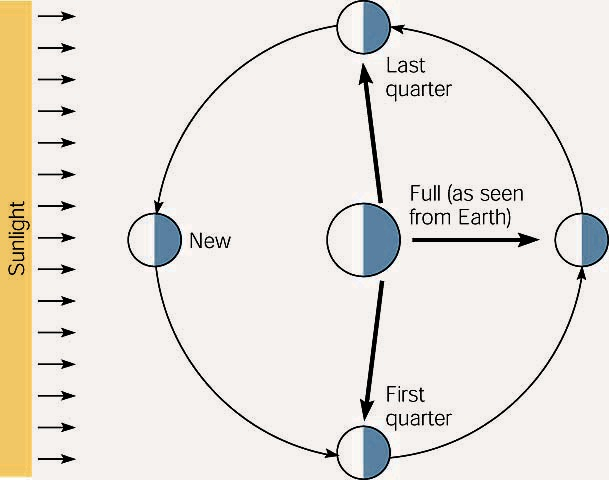 Sunlight
Last
quarter
Full (as seen
from Earth)
New
First
quarter